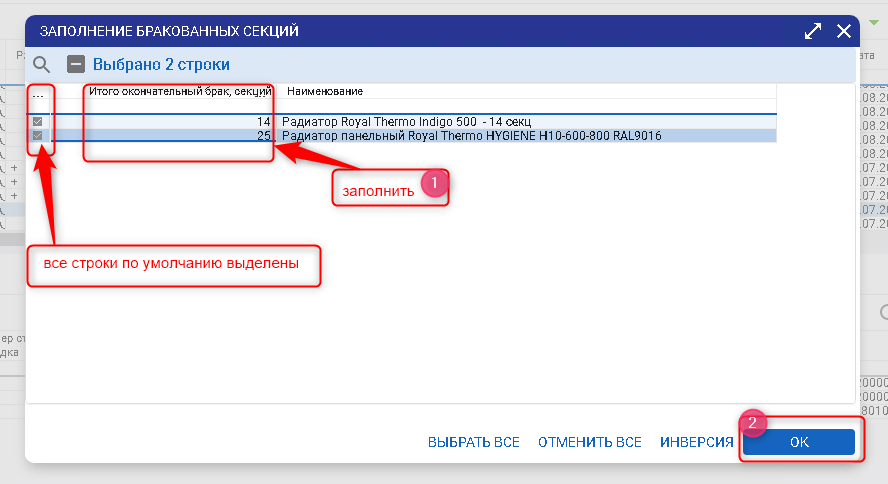 ЗАПОЛНЕНИЕ БРАКОВАННЫХ СЕКЦИЙ
Выбрано 2 строки
... Итого окончательный брак, секций Наименование
14 Радиатор Royal Thermo Indigo 500 - 14 секц
25 Радиатор панельный Royal Thermo HYGIENE H10-600-800 RAL9016
заполнить 1
все строки по умолчанию выделены
2
ВЫБРАТЬ ВСЕ ОТМЕНИТЬ ВСЕ ИНВЕРСИЯ OK